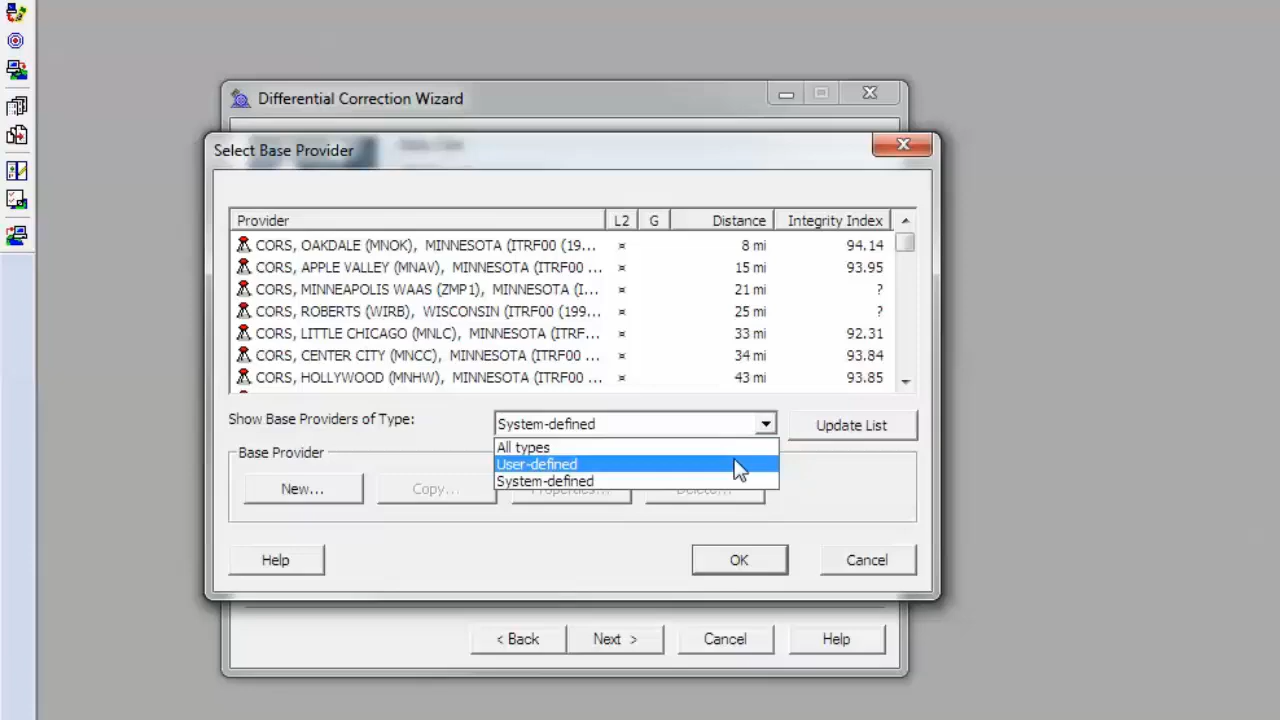 Differential Correction Wizard
Select Base Provider
Provider L2 G Distance Integrity Index
CORS, OAKDALE (MNOK), MINNESOTA (ITRF00 (19... ¤ 8 mi 94.14
CORS, APPLE VALLEY (MNAV), MINNESOTA (ITRF00 ... ¤ 15 mi 93.95
CORS, MINNEAPOLIS WAAS (ZMP1), MINNESOTA (I... ¤ 21 mi ?
CORS, ROBERTS (WIRB), WISCONSIN (ITRF00 (199... ¤ 25 mi ?
CORS, LITTLE CHICAGO (MNLC), MINNESOTA (ITRF... ¤ 33 mi 92.31
CORS, CENTER CITY (MNCC), MINNESOTA (ITRF00 ... ¤ 34 mi 93.84
CORS, HOLLYWOOD (MNHW), MINNESOTA (ITRF00 ... ¤ 43 mi 93.85
Show Base Providers of Type: System-defined Update List
All types
User-defined
System-defined
Base Provider
New... Copy... Properties... Delete...
Help OK Cancel
< Back Next > Cancel Help